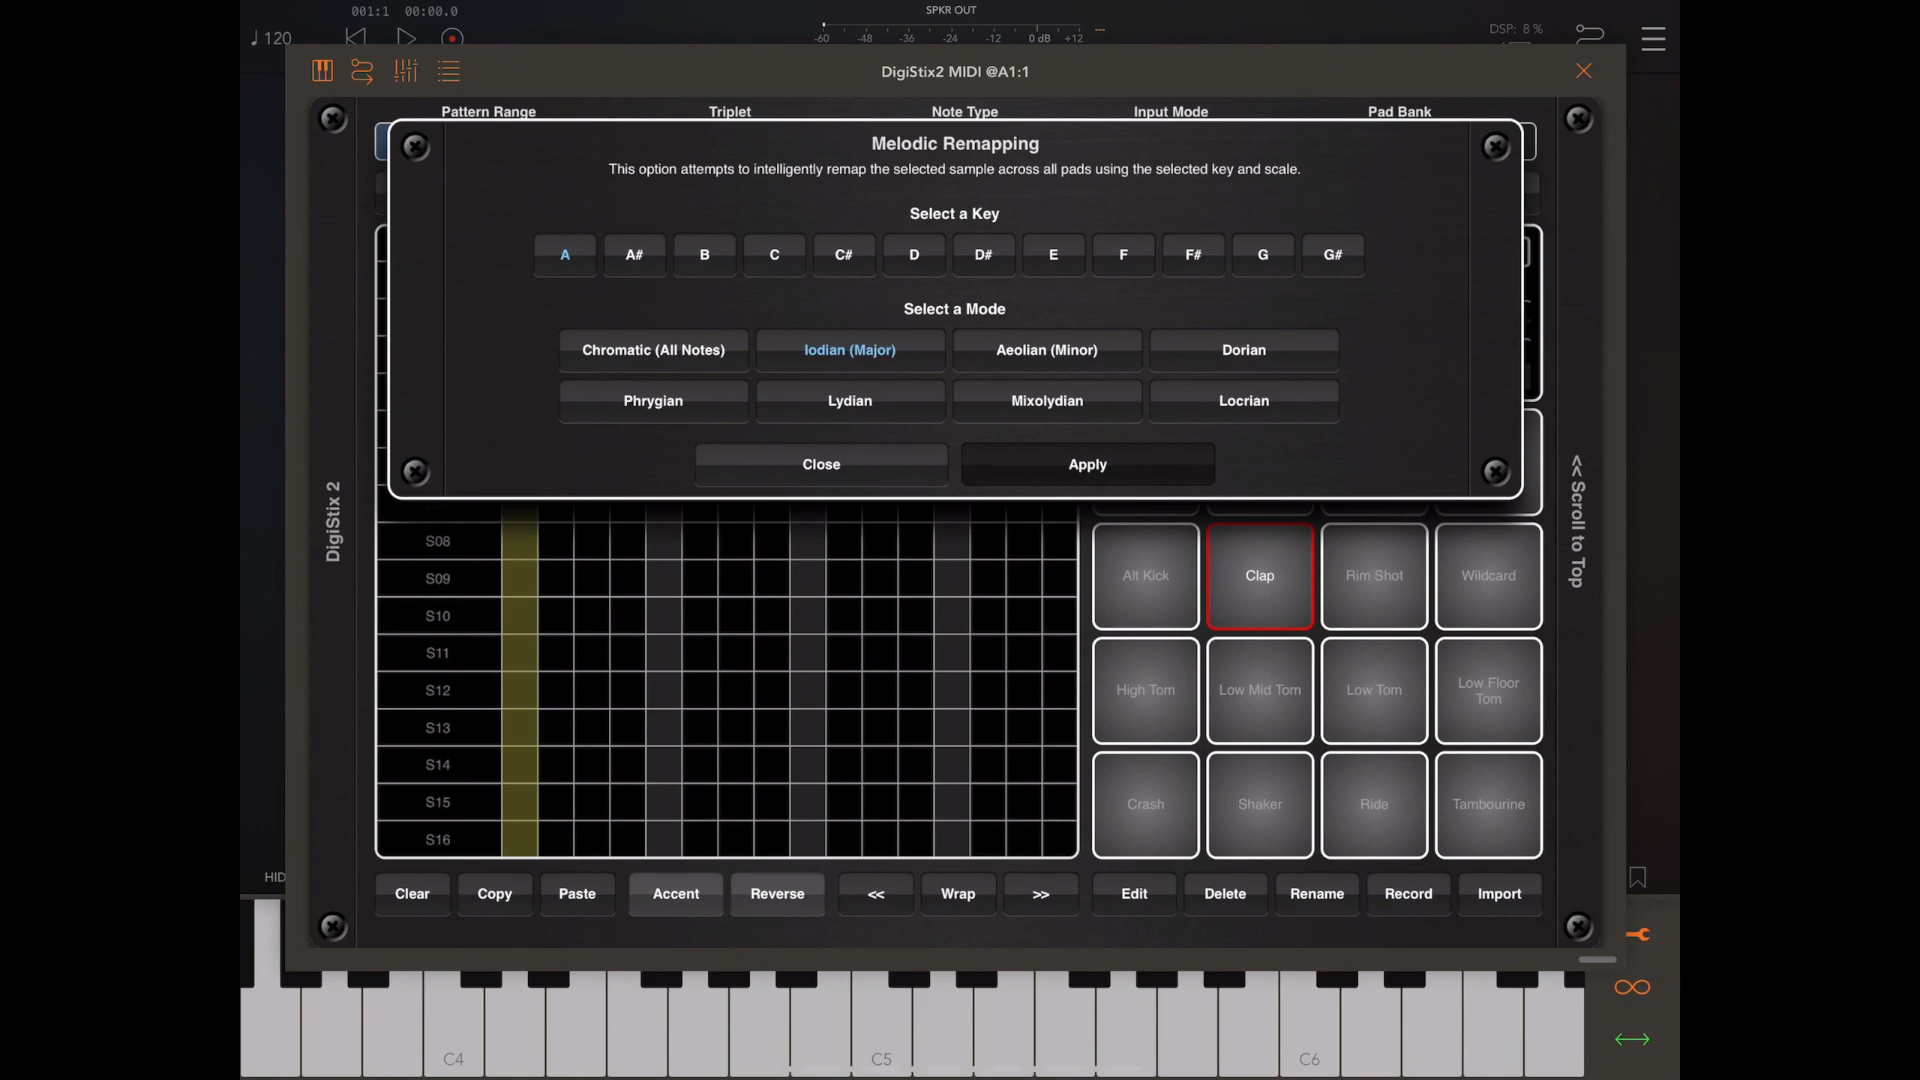 001:1 00:00.0
SPKR OUT
120
-60 -48 -36 -24 -12 0 dB +12
DSP: 8 %
DigiStix2 MIDI @A1:1
Pattern Range Triplet Note Type Input Mode Pad Bank
Melodic Remapping
This option attempts to intelligently remap the selected sample across all pads using the selected key and scale.
Select a Key
A A# B C C# D D# E F F# G G#
Select a Mode
Chromatic (All Notes) Iodian (Major) Aeolian (Minor) Dorian
Phrygian Lydian Mixolydian Locrian
Close Apply
DigiStix 2
<< Scroll to Top
S08
S09
S10
S11
S12
S13
S14
S15
S16
Alt Kick Clap Rim Shot Wildcard
High Tom Low Mid Tom Low Tom Low Floor
Tom
Crash Shaker Ride Tambourine
HID
Clear Copy Paste Accent Reverse << Wrap >> Edit Delete Rename Record Import
C4 C5 C6